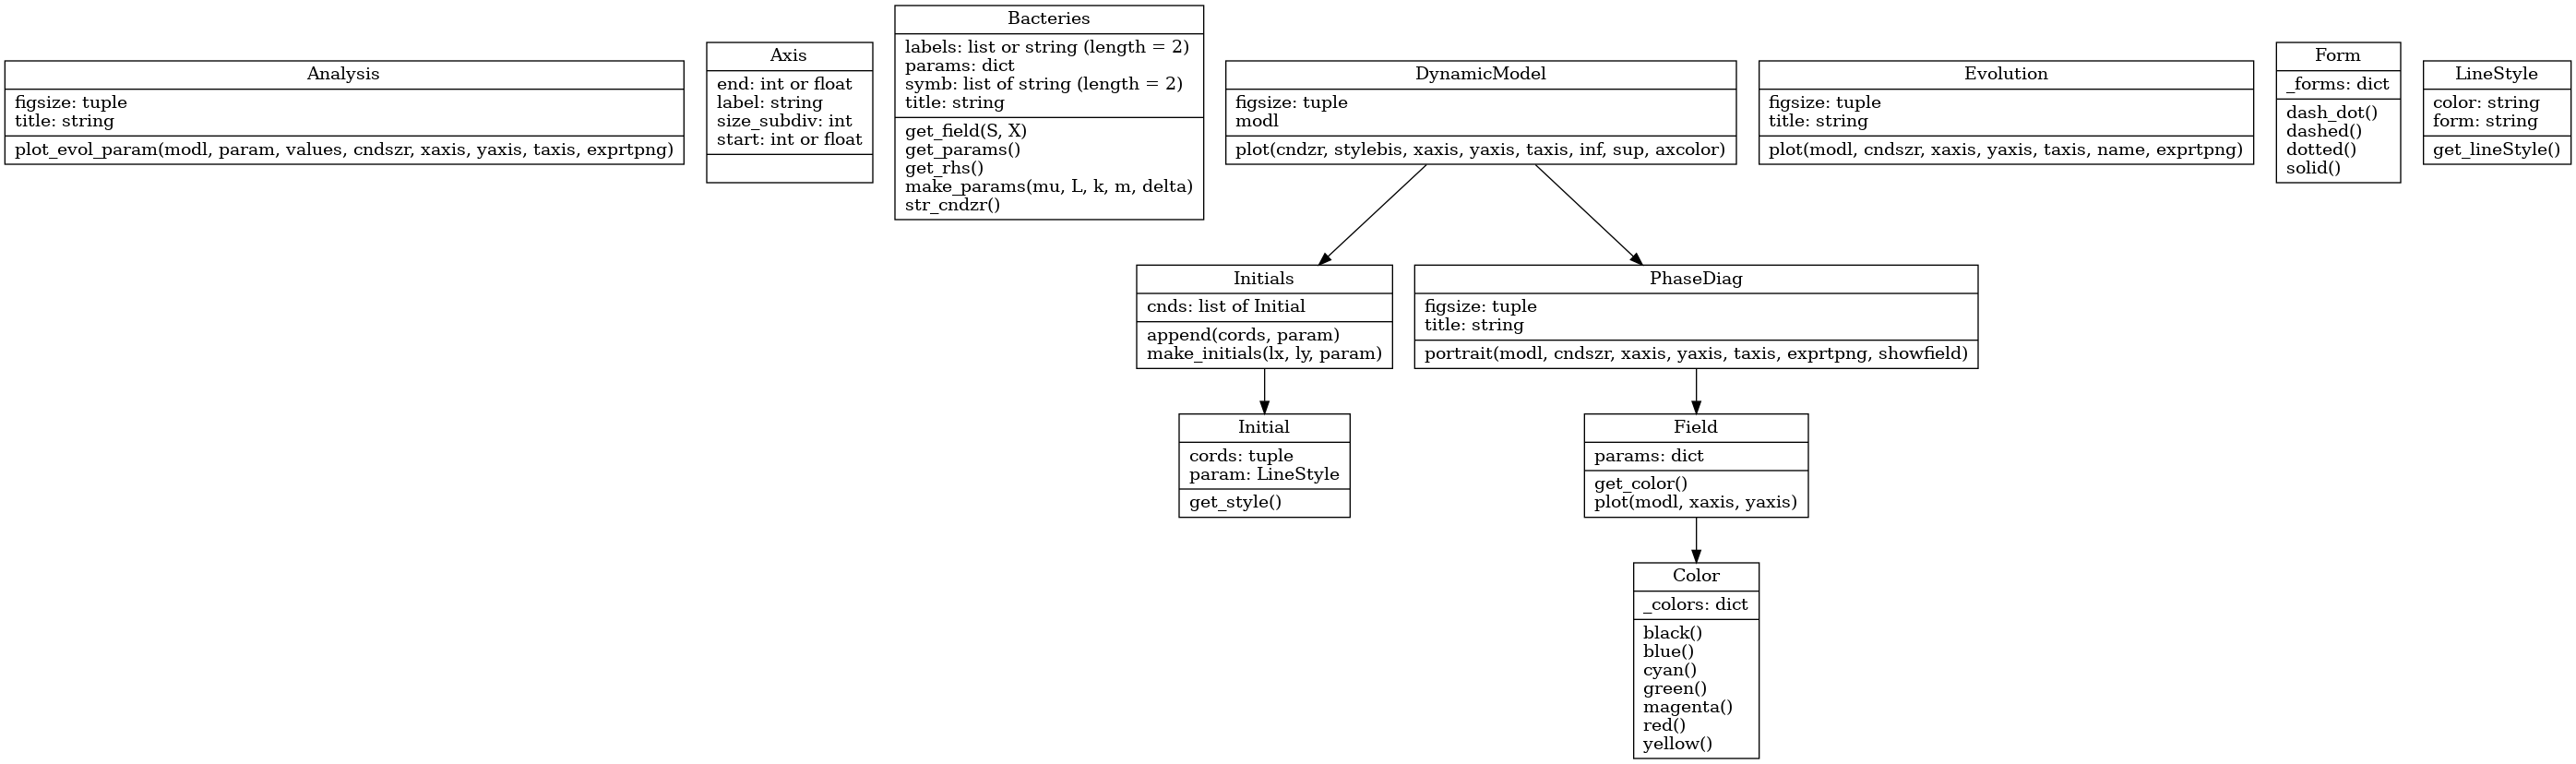 Analysis
figsize: tuple
title: string
plot_evol_param(modl, param, values, cndszr, xaxis, yaxis, taxis, exprtpng)
Axis
end: int or float
label: string
size_subdiv: int
start: int or float
Bacteries
labels: list or string (length = 2)
params: dict
symb: list of string (length = 2)
title: string
get_field(S, X)
get_params()
get_rhs()
make_params(mu, L, k, m, delta)
str_cndzr()
DynamicModel
figsize: tuple
modl
plot(cndzr, stylebis, xaxis, yaxis, taxis, inf, sup, axcolor)
Evolution
figsize: tuple
title: string
plot(modl, cndszr, xaxis, yaxis, taxis, name, exprtpng)
Form
_forms: dict
dash_dot()
dashed()
dotted()
solid()
LineStyle
color: string
form: string
get_lineStyle()
Initials
cnds: list of Initial
append(cords, param)
make_initials(lx, ly, param)
PhaseDiag
figsize: tuple
title: string
portrait(modl, cndszr, xaxis, yaxis, taxis, exprtpng, showfield)
Initial
cords: tuple
param: LineStyle
get_style()
Field
params: dict
get_color()
plot(modl, xaxis, yaxis)
Color
_colors: dict
black()
blue()
cyan()
green()
magenta()
red()
yellow()